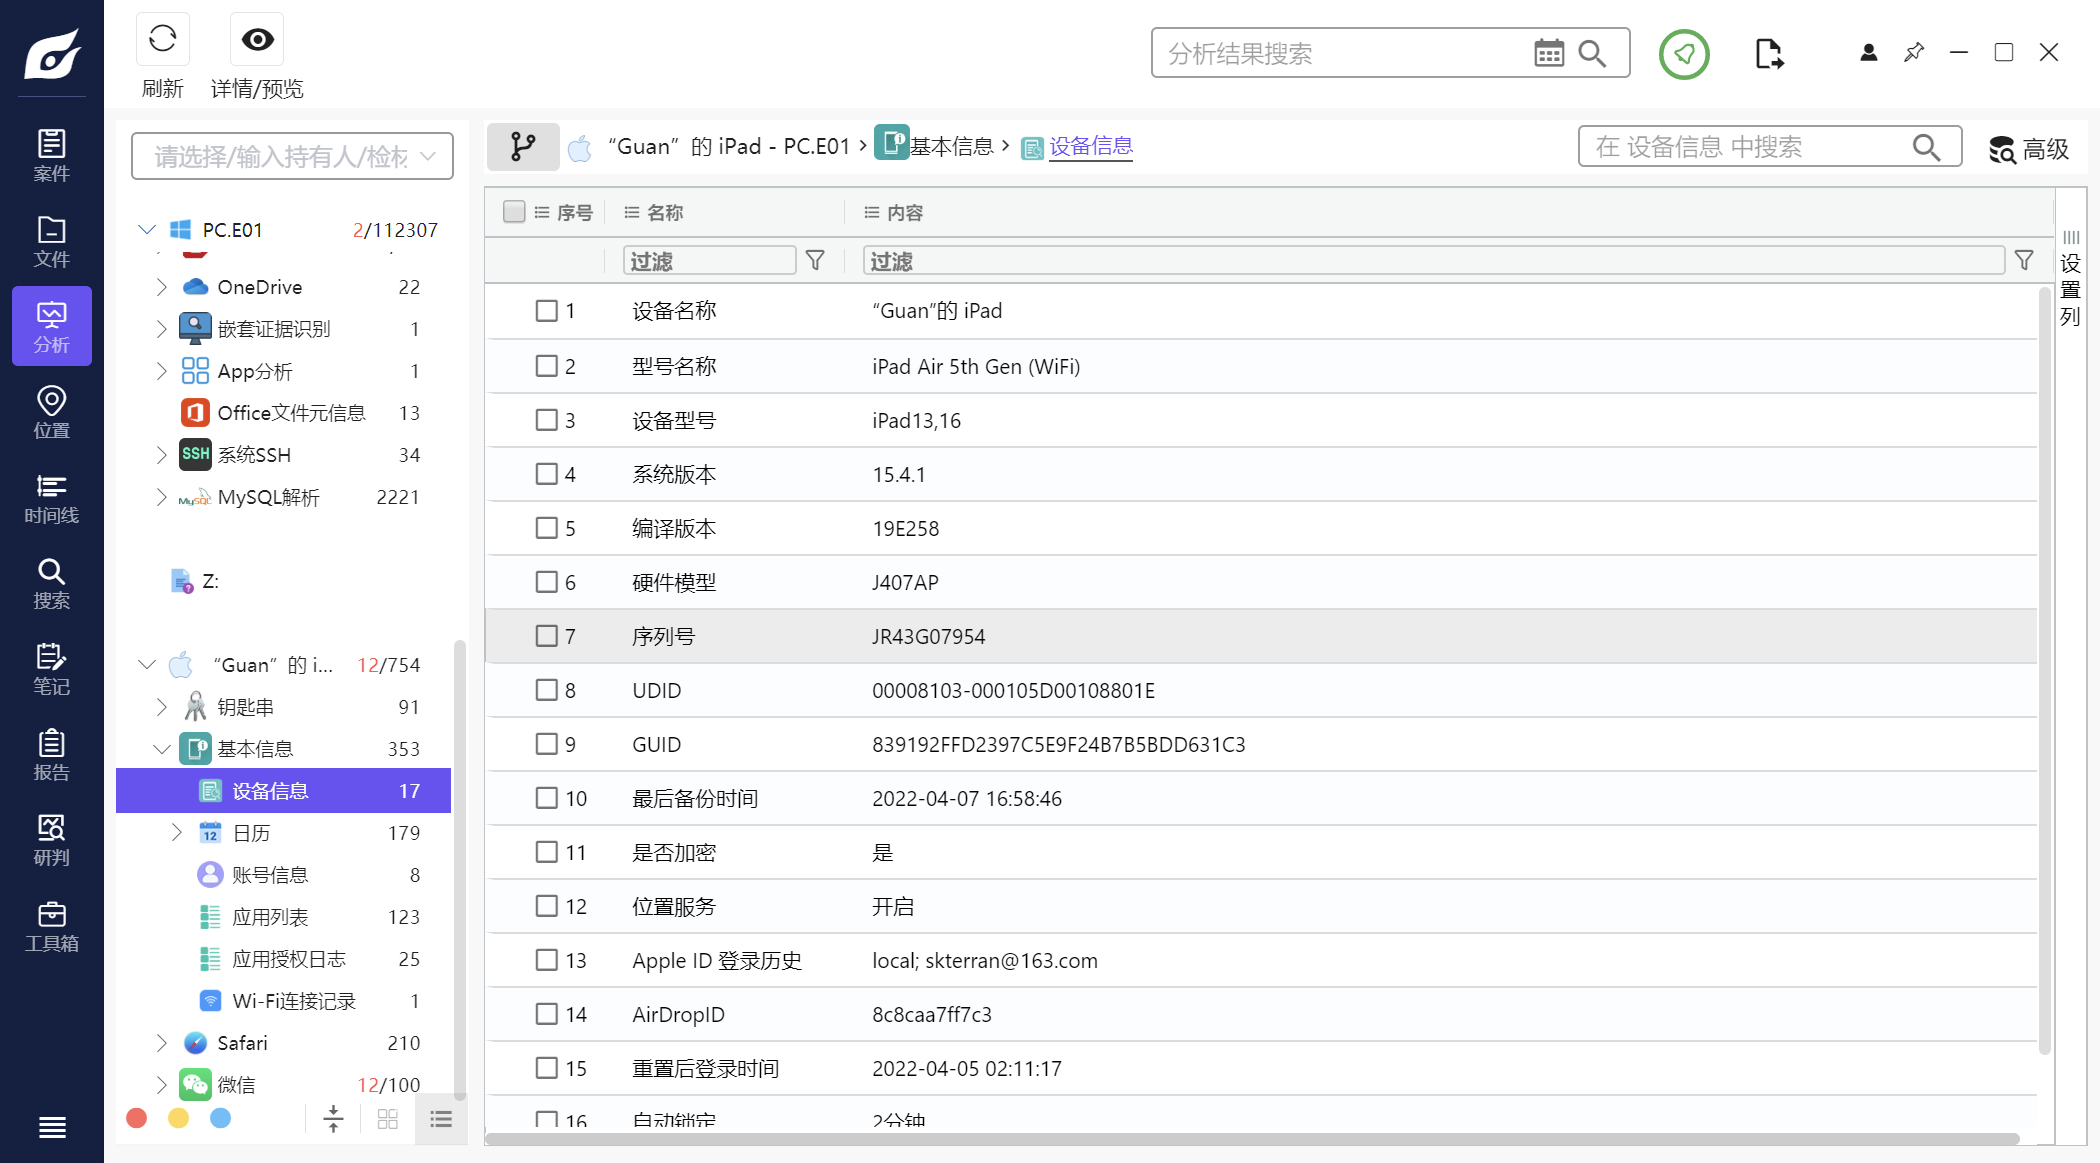 刷新
详情/预览
分析结果搜索
案件
文件
分析
位置
时间线
搜索
笔记
报告
研判
工具箱
请选择/输入持有人/检材
PC.E01 2/112307
OneDrive 22
嵌套证据识别 1
App分析 1
Office文件元信息 13
SSH 系统SSH 34
MySQL MySQL解析 2221
Z:
“Guan”的 i... 12/754
钥匙串 91
基本信息 353
设备信息 17
12 日历 179
账号信息 8
应用列表 123
应用授权日志 25
Wi-Fi连接记录 1
Safari 210
微信 12/100
“Guan”的 iPad - PC.E01 › 基本信息 › 设备信息
在 设备信息 中搜索
高级
序号 名称 内容
过滤 过滤
设置列
1 设备名称 “Guan”的 iPad
2 型号名称 iPad Air 5th Gen (WiFi)
3 设备型号 iPad13,16
4 系统版本 15.4.1
5 编译版本 19E258
6 硬件模型 J407AP
7 序列号 JR43G07954
8 UDID 00008103-000105D00108801E
9 GUID 839192FFD2397C5E9F24B7B5BDD631C3
10 最后备份时间 2022-04-07 16:58:46
11 是否加密 是
12 位置服务 开启
13 Apple ID 登录历史 local; skterran@163.com
14 AirDropID 8c8caa7ff7c3
15 重置后登录时间 2022-04-05 02:11:17
16 自动锁定 2分钟